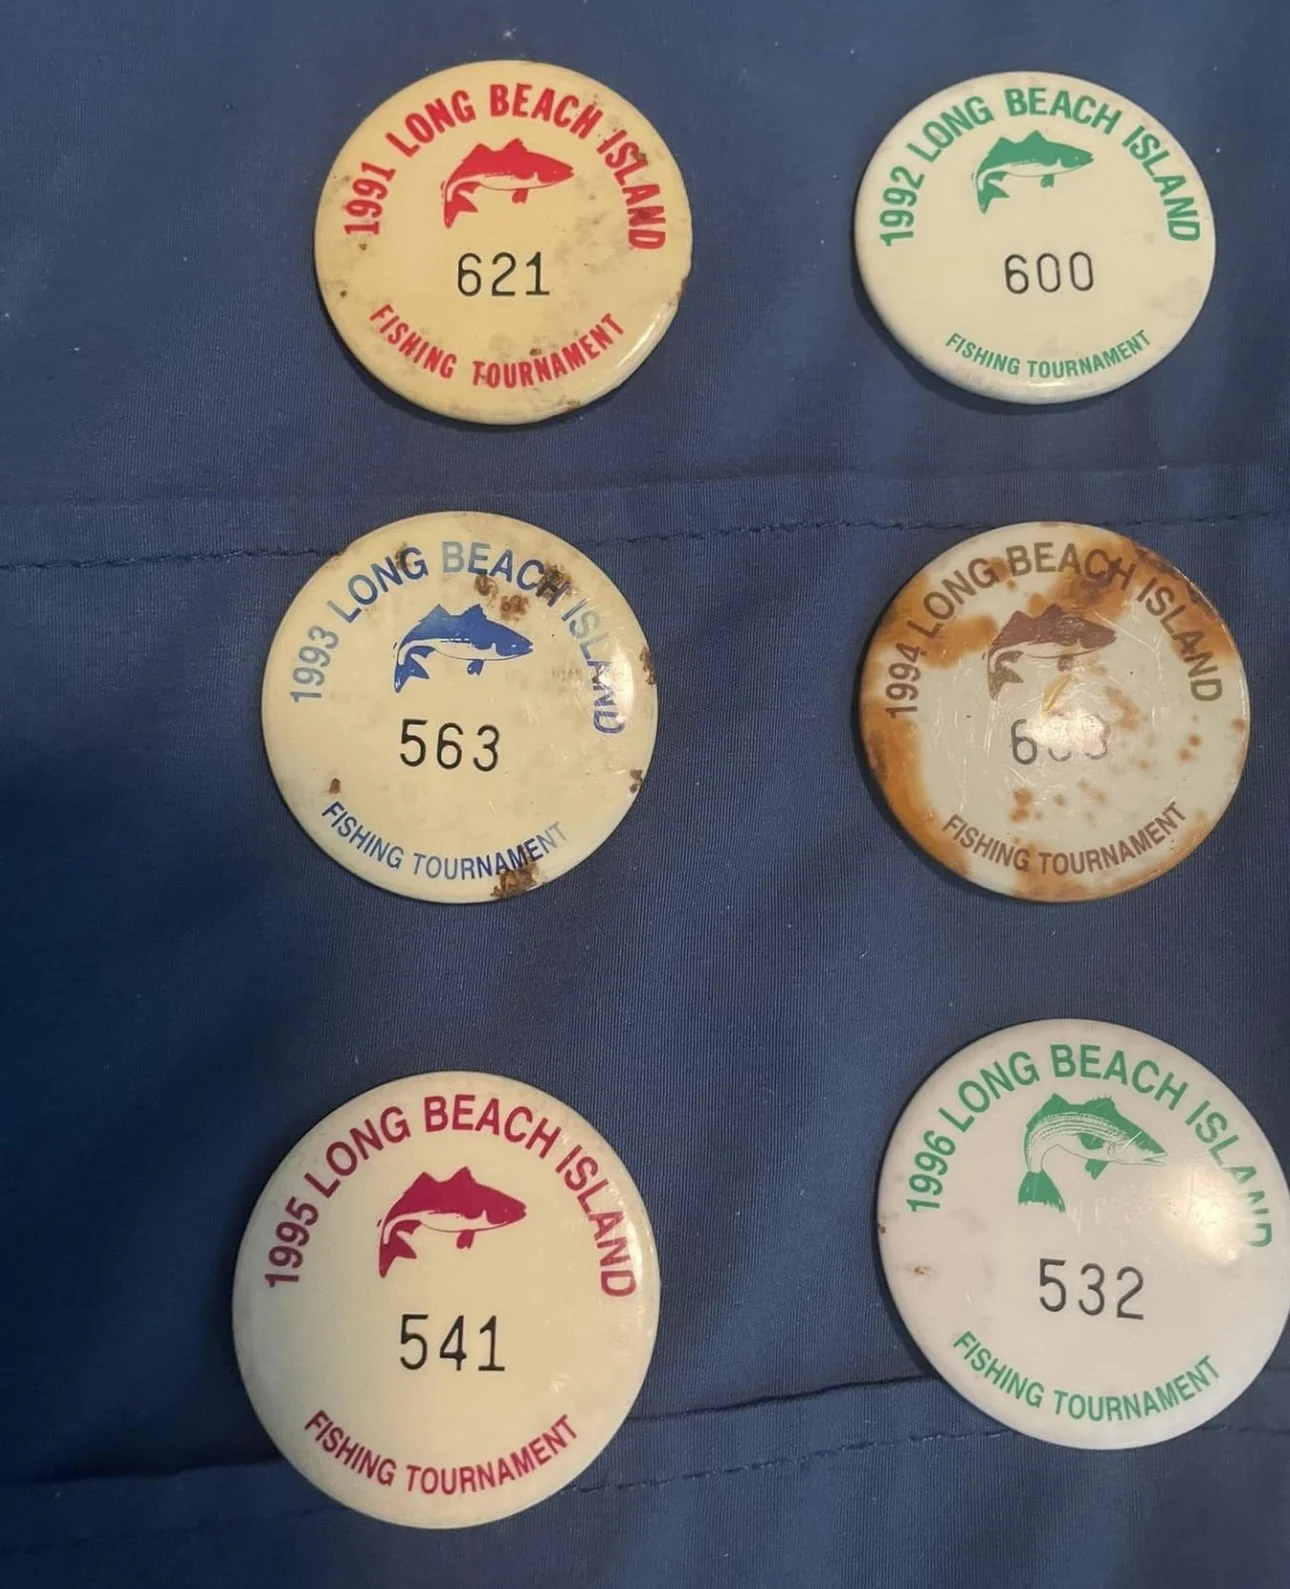 1991 LONG BEACH ISLAND
621
FISHING TOURNAMENT
1992 LONG BEACH ISLAND
600
FISHING TOURNAMENT
1993 LONG BEACH ISLAND
563
FISHING TOURNAMENT
1994 LONG BEACH ISLAND
FISHING TOURNAMENT
1995 LONG BEACH ISLAND
541
FISHING TOURNAMENT
1996 LONG BEACH ISLAND
532
FISHING TOURNAMENT